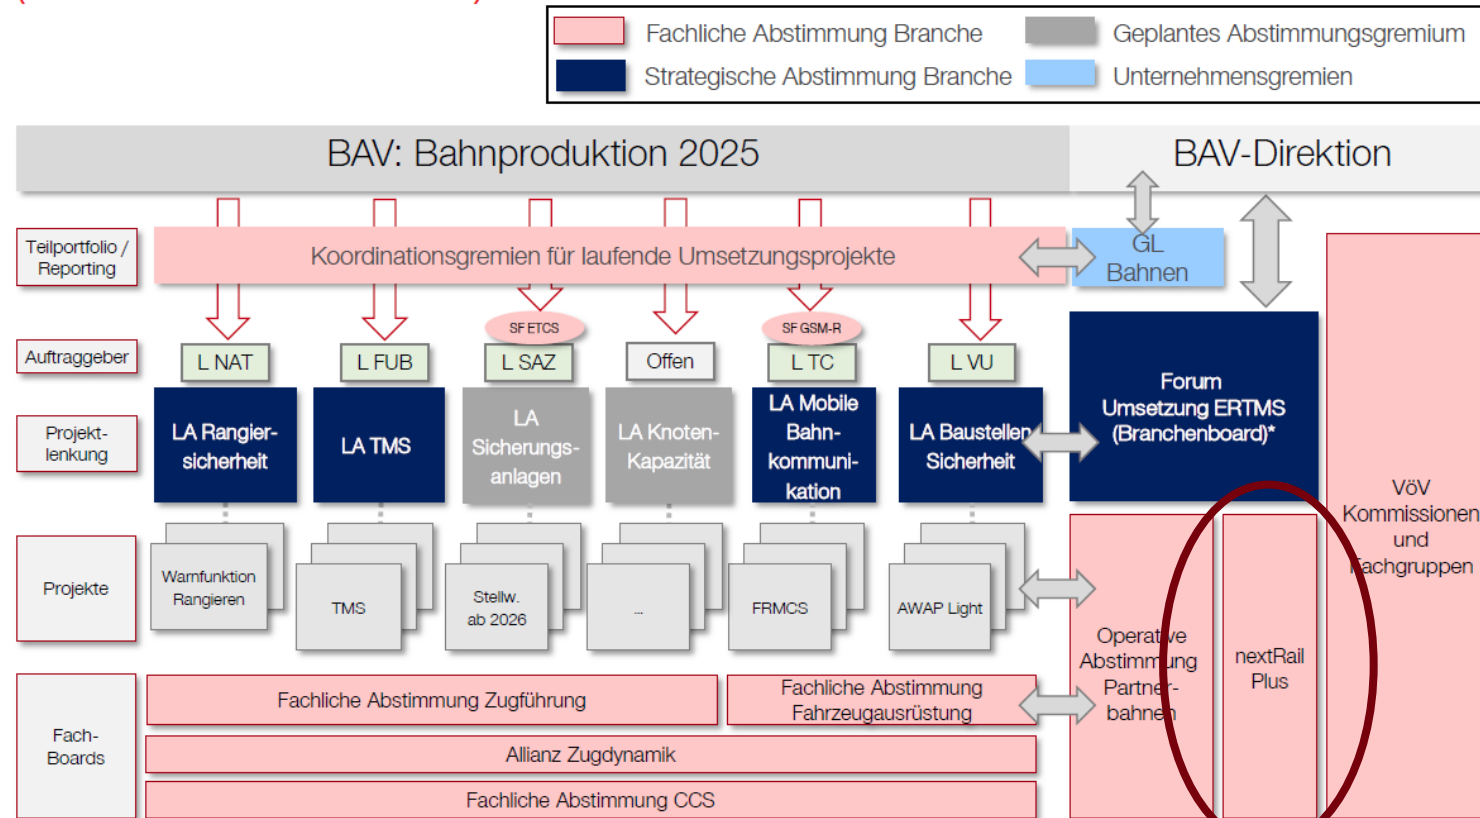 Fachliche Abstimmung Branche
Geplantes Abstimmungsgremium
Strategische Abstimmung Branche
Unternehmensgremien
BAV: Bahnproduktion 2025
BAV-Direktion
Teilportfolio /
Reporting
Koordinationsgremien für laufende Umsetzungsprojekte
GL
Bahnen
SF ETCS
SF GSM-R
Auftraggeber
L NAT
L FUB
L SAZ
Offen
L TC
L VU
Projekt-
lenkung
LA Rangier-
sicherheit
LA TMS
LA
Sicherungs-
anlagen
LA Knoten-
Kapazität
LA Mobile
Bahn-
kommuni-
kation
LA Baustellen
Sicherheit
Forum
Umsetzung ERTMS
(Branchenboard)*
VöV
Kommissionen
und
Fachgruppen
Projekte
Warnfunktion
Rangieren
TMS
Stellw.
ab 2026
...
FRMCS
AWAP Light
Operative
Abstimmung
Partner-
bahnen
nextRail
Plus
Fach-
Boards
Fachliche Abstimmung Zugführung
Fachliche Abstimmung
Fahrzeugausrüstung
Allianz Zugdynamik
Fachliche Abstimmung CCS